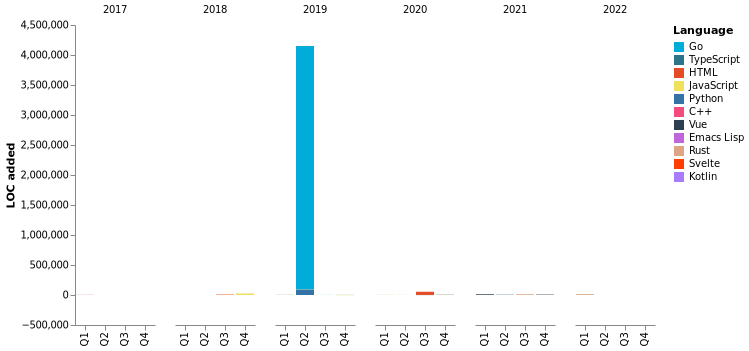 2017 2018 2019 2020 2021 2022
LOC added
4,500,000
4,000,000
3,500,000
3,000,000
2,500,000
2,000,000
1,500,000
1,000,000
500,000
0
−500,000
Q1 Q2 Q3 Q4 Q1 Q2 Q3 Q4 Q1 Q2 Q3 Q4 Q1 Q2 Q3 Q4 Q1 Q2 Q3 Q4 Q1 Q2 Q3 Q4
Language
Go
TypeScript
HTML
JavaScript
Python
C++
Vue
Emacs Lisp
Rust
Svelte
Kotlin